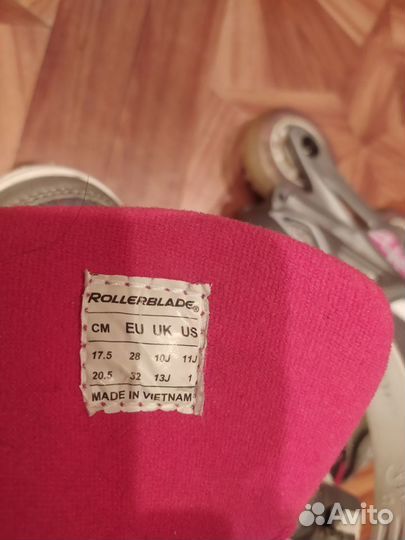 ROLLERBLADE®
CM EU UK US
17.5 28 10J 11J
20.5 32 13J 1
MADE IN VIETNAM
Avito